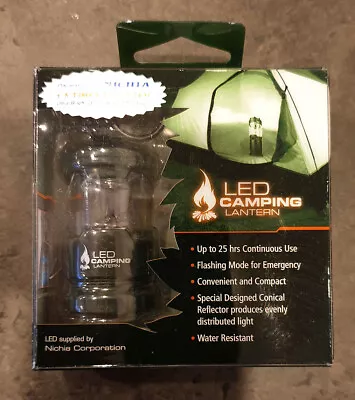 NICHIA
LED
CAMPING
LANTERN
LED
CAMPING
LANTERN
• Up to 25 hrs Continuous Use
• Flashing Mode for Emergency
• Convenient and Compact
• Special Designed Conical
Reflector produces evenly
distributed light
• Water Resistant
LED supplied by
Nichia Corporation